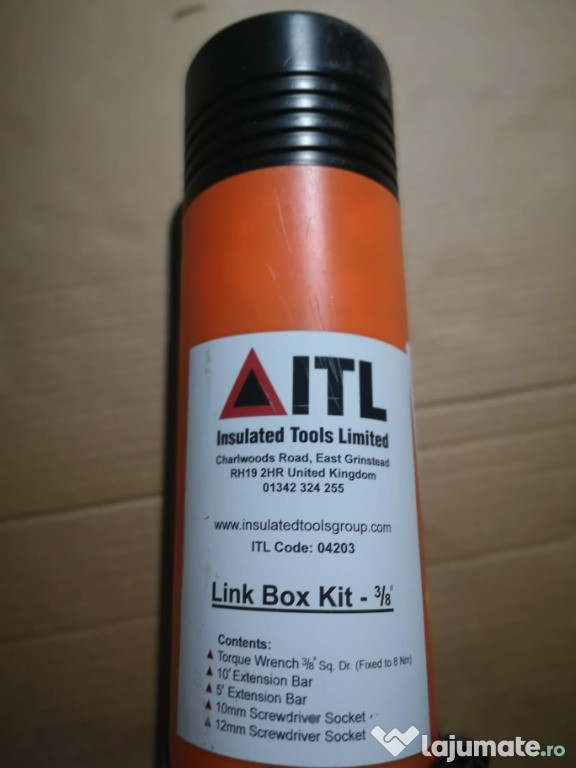 ITL
Insulated Tools Limited
Charlwoods Road, East Grinstead
RH19 2HR United Kingdom
01342 324 255
www.insulatedtoolsgroup.com
ITL Code: 04203
Link Box Kit - 3/8"
Contents:
Torque Wrench 3/8" Sq. Dr. (Fixed to 8 Nm)
10" Extension Bar
5" Extension Bar
10mm Screwdriver Socket
12mm Screwdriver Socket
lajumate.ro